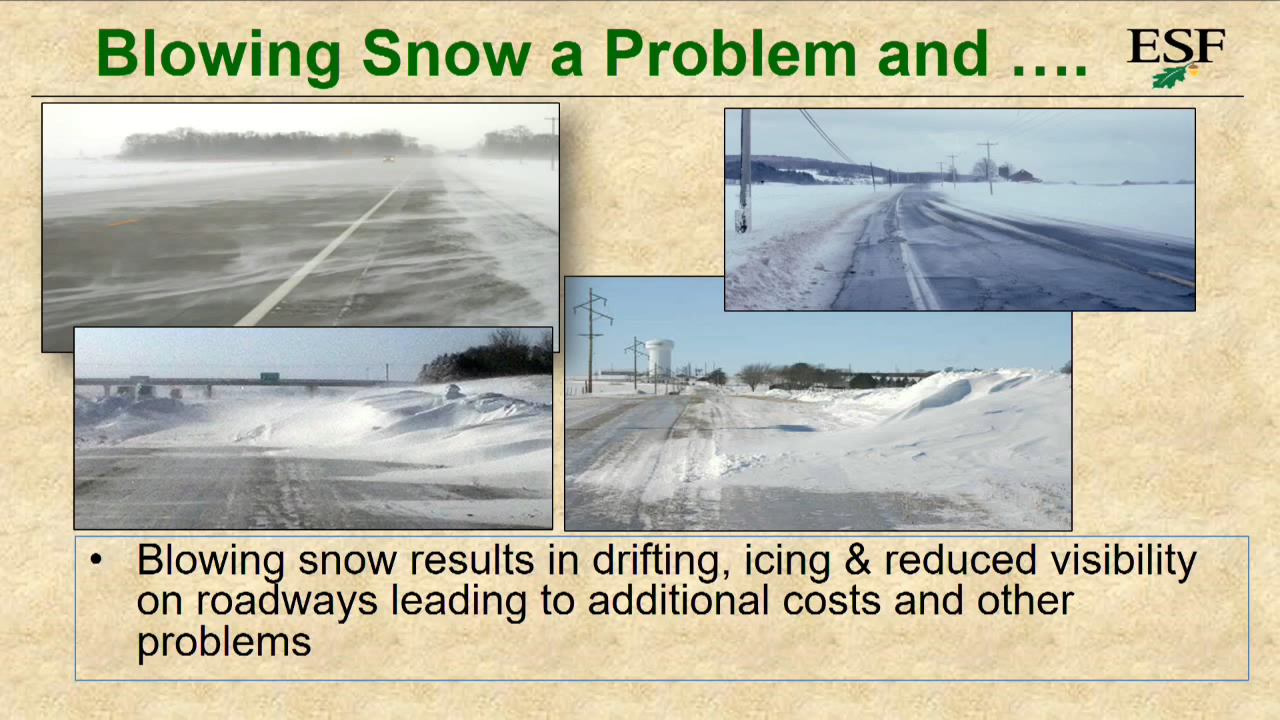 Blowing Snow a Problem and ....
ESF
• Blowing snow results in drifting, icing & reduced visibility
on roadways leading to additional costs and other
problems